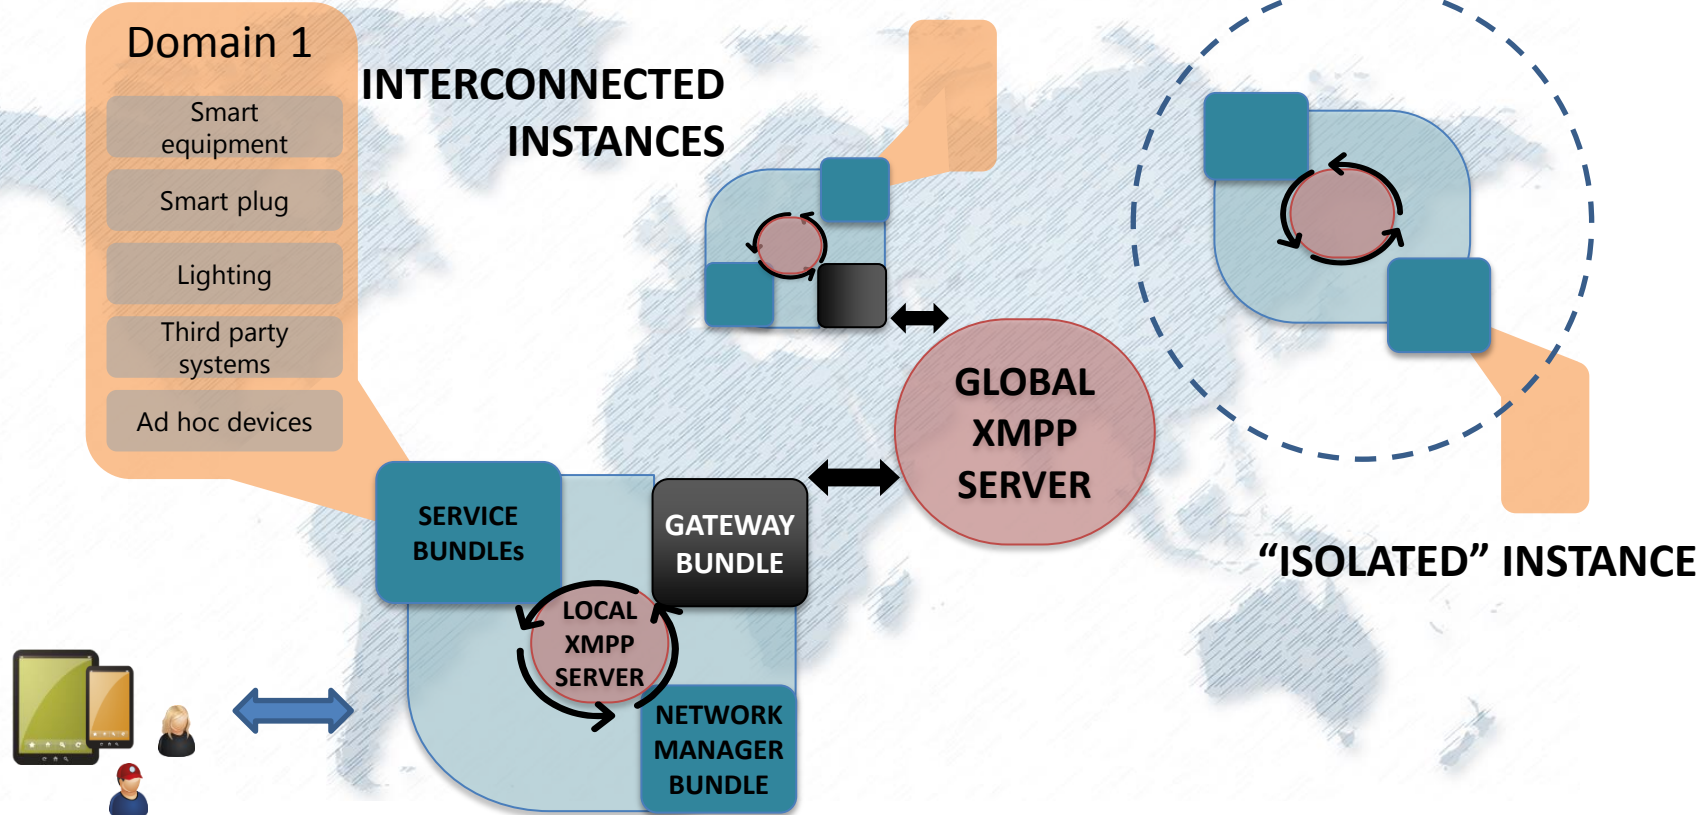 Domain 1
Smart
equipment
Smart plug
Lighting
Third party
systems
Ad hoc devices
INTERCONNECTED
INSTANCES
GLOBAL
XMPP
SERVER
“ISOLATED” INSTANCE
SERVICE
BUNDLEs
GATEWAY
BUNDLE
LOCAL
XMPP
SERVER
NETWORK
MANAGER
BUNDLE